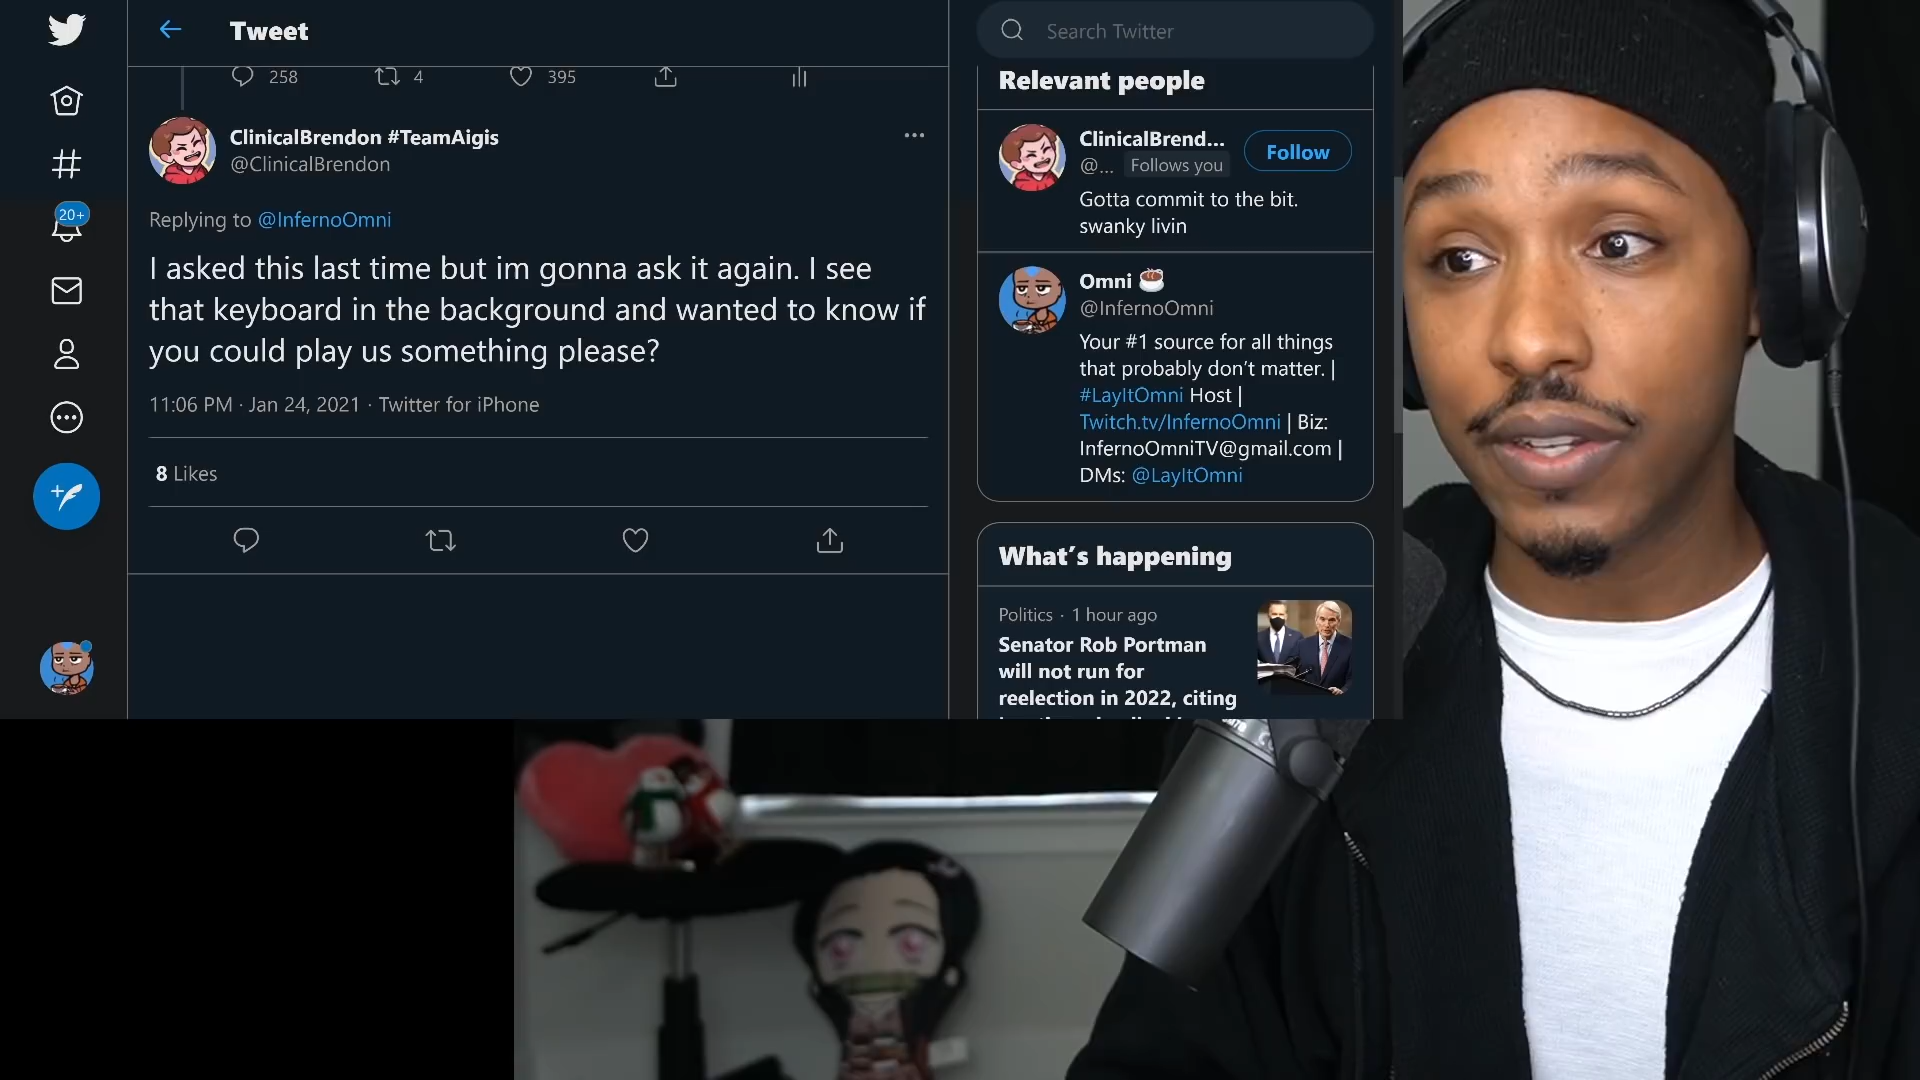 Tweet
258
4
395
ClinicalBrendon #TeamAigis
@ClinicalBrendon
Replying to @InfernoOmni
I asked this last time but im gonna ask it again. I see
that keyboard in the background and wanted to know if
you could play us something please?
11:06 PM · Jan 24, 2021 · Twitter for iPhone
8 Likes
20+
Search Twitter
Relevant people
ClinicalBrend...
@... Follows you
Follow
Gotta commit to the bit.
swanky livin
Omni
@InfernoOmni
Your #1 source for all things
that probably don’t matter. |
#LayItOmni Host |
Twitch.tv/InfernoOmni | Biz:
InfernoOmniTV@gmail.com |
DMs: @LayItOmni
What’s happening
Politics · 1 hour ago
Senator Rob Portman
will not run for
reelection in 2022, citing